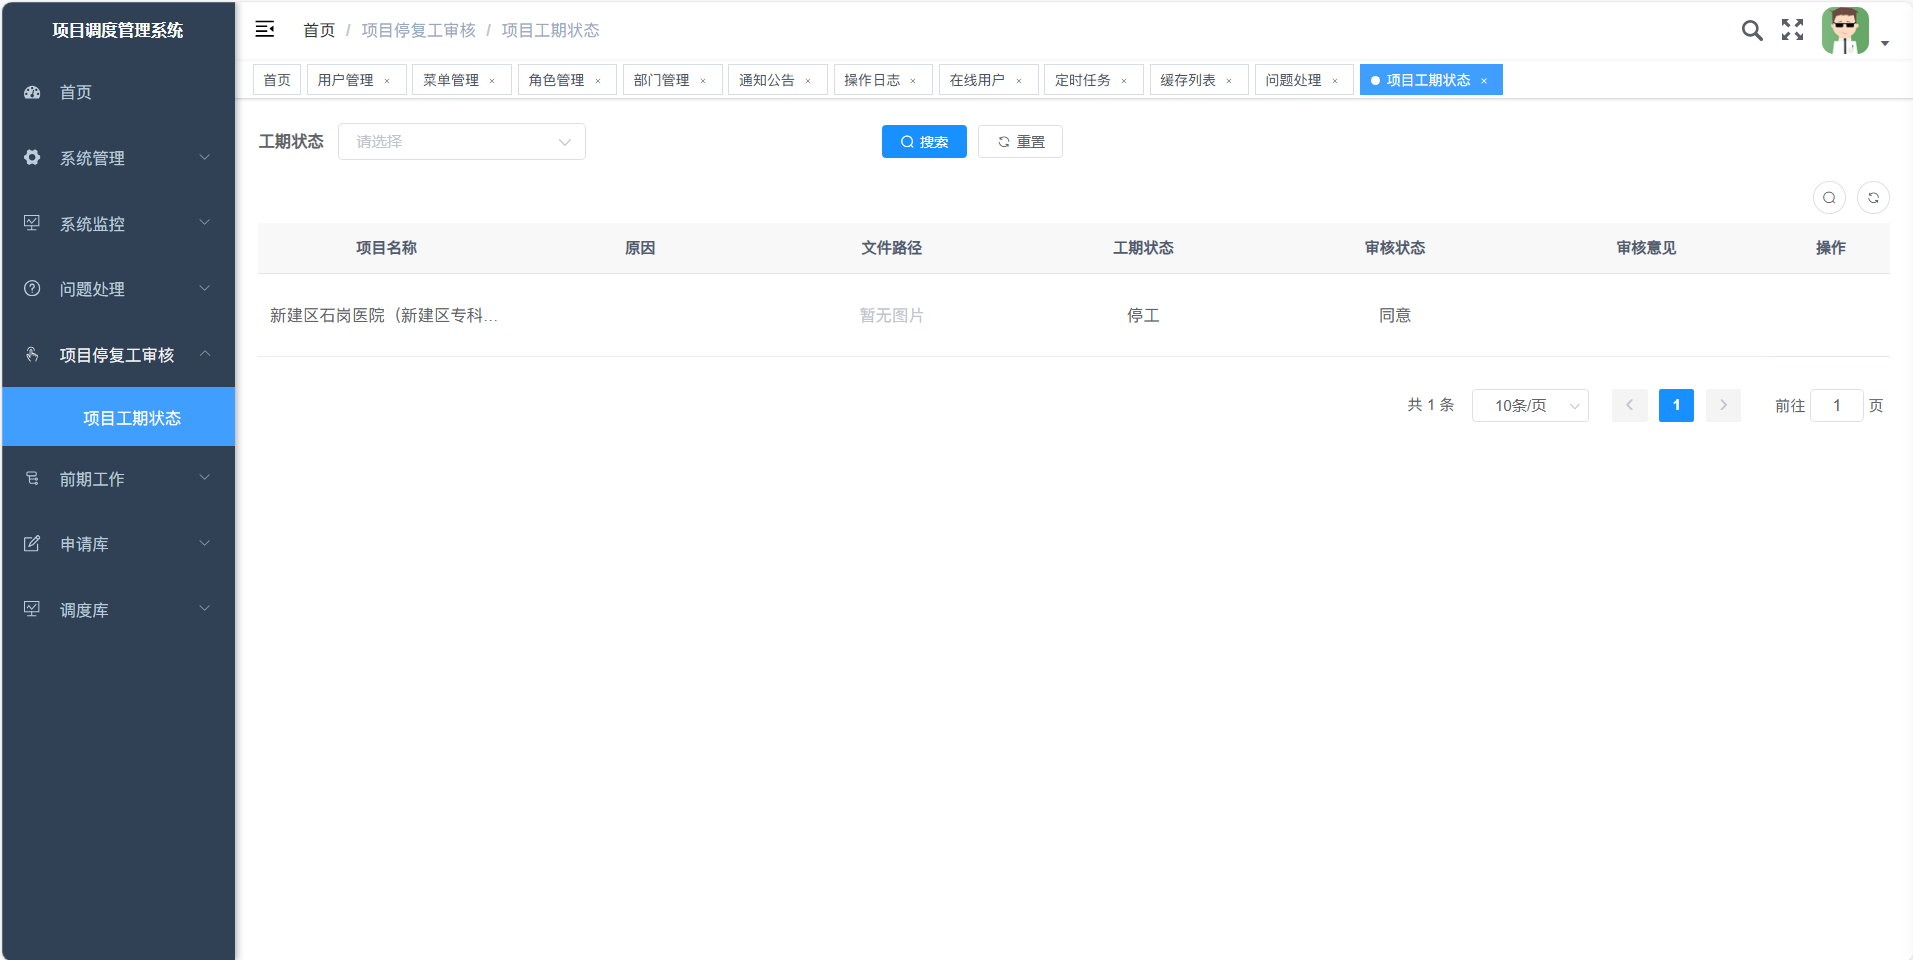 项目调度管理系统
首页
系统管理
系统监控
问题处理
项目停复工审核
项目工期状态
前期工作
申请库
调度库
首页 / 项目停复工审核 / 项目工期状态
首页 用户管理 × 菜单管理 × 角色管理 × 部门管理 × 通知公告 × 操作日志 × 在线用户 × 定时任务 × 缓存列表 × 问题处理 × 项目工期状态 ×
工期状态 请选择 搜索 重置
项目名称 原因 文件路径 工期状态 审核状态 审核意见 操作
新建区石岗医院（新建区专科... 暂无图片 停工 同意
共 1 条 10条/页 1 前往 1 页